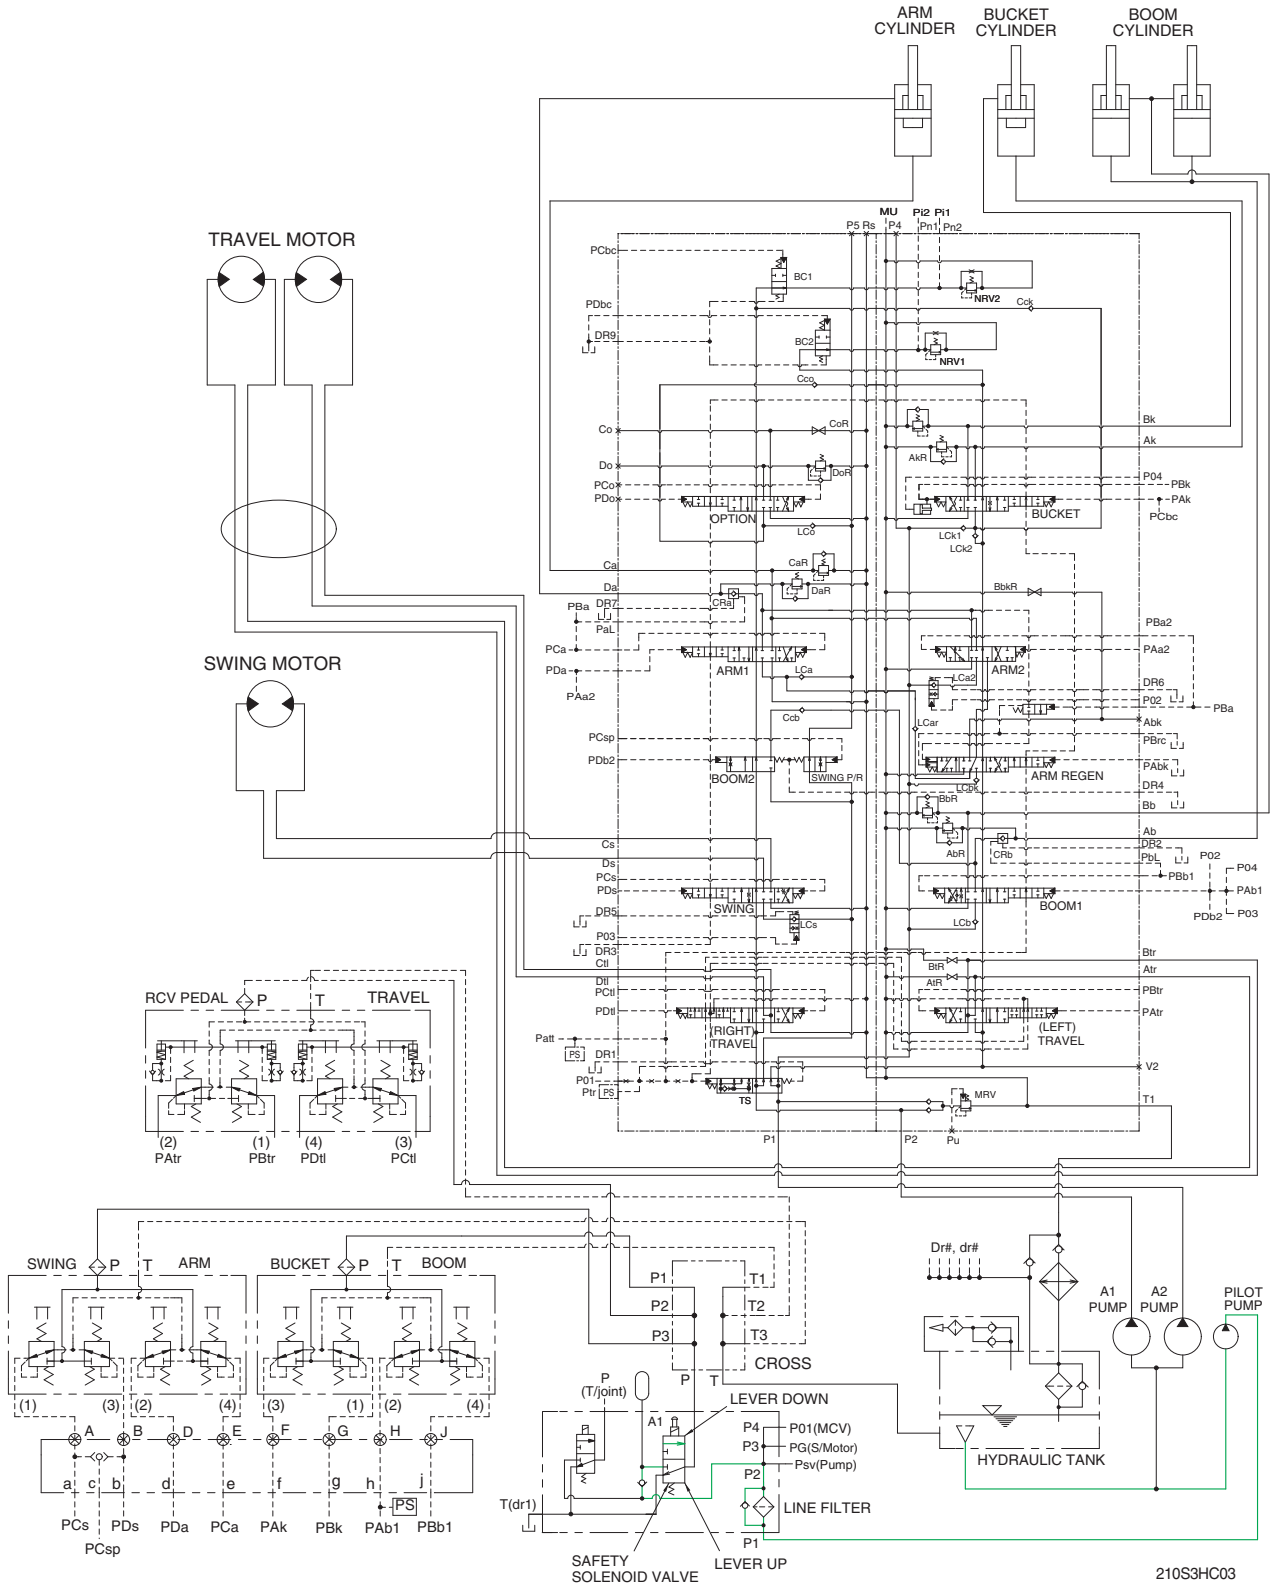 ARM
CYLINDER
BUCKET
CYLINDER
BOOM
CYLINDER
TRAVEL MOTOR
SWING MOTOR
P5 Rs
MU
P4
Pi2 Pi1
Pn1 Pn2
PCbc
BC1
NRV2
Cck
PDbc
DR9
BC2
NRV1
Cco
Co
CoR
Bk
Ak
Do
DoR
AkR
P04
PCo
PBk
PDo
PAk
PCbc
OPTION
BUCKET
LCo
LCk1
LCk2
Ca
CaR
Da
DaR
CRa
BbkR
PBa
DR7
PaL
PBa2
PCa
PAa2
PDa
ARM1
ARM2
PAa2
LCa
LCa2
DR6
P02
PBa
Ccb
LCar
Abk
PCsp
PBrc
PDb2
PAbk
BOOM2
SWING P/R
ARM REGEN
LCbk
DR4
BbR
Bb
Cs
AbR
CRb
Ab
DR2
Ds
PbL
P02
P04
PCs
PBb1
PDs
PAb1
SWING
BOOM1
PDb2
P03
DR5
LCs
LCb
P03
DR3
Ctl
BtR
Btr
Dtl
AtR
Atr
PCtl
PBtr
PDtl
PAtr
(RIGHT)
TRAVEL
(LEFT)
TRAVEL
Patt
PS
DR1
V2
P01
Ptr
PS
TS
MRV
T1
P1
P2
Pu
RCV PEDAL
P
T
TRAVEL
(2)
(1)
(4)
(3)
PAtr
PBtr
PDtl
PCtl
SWING
P
T
ARM
BUCKET
P
T
BOOM
(1)
(3)
(2)
(4)
(3)
(1)
(2)
(4)
A
B
D
E
F
G
H
J
a
c
b
d
e
f
g
h
j
PS
PCs
PDs
PDa
PCa
PAk
PBk
PAb1
PBb1
PCsp
P1
T1
P2
T2
P3
T3
CROSS
P
T
P
(T/joint)
LEVER DOWN
A1
P4
P01(MCV)
P3
PG(S/Motor)
Psv(Pump)
P2
LINE FILTER
T(dr1)
P1
SAFETY
SOLENOID VALVE
LEVER UP
Dr#, dr#
A1
PUMP
A2
PUMP
PILOT
PUMP
HYDRAULIC TANK
210S3HC03